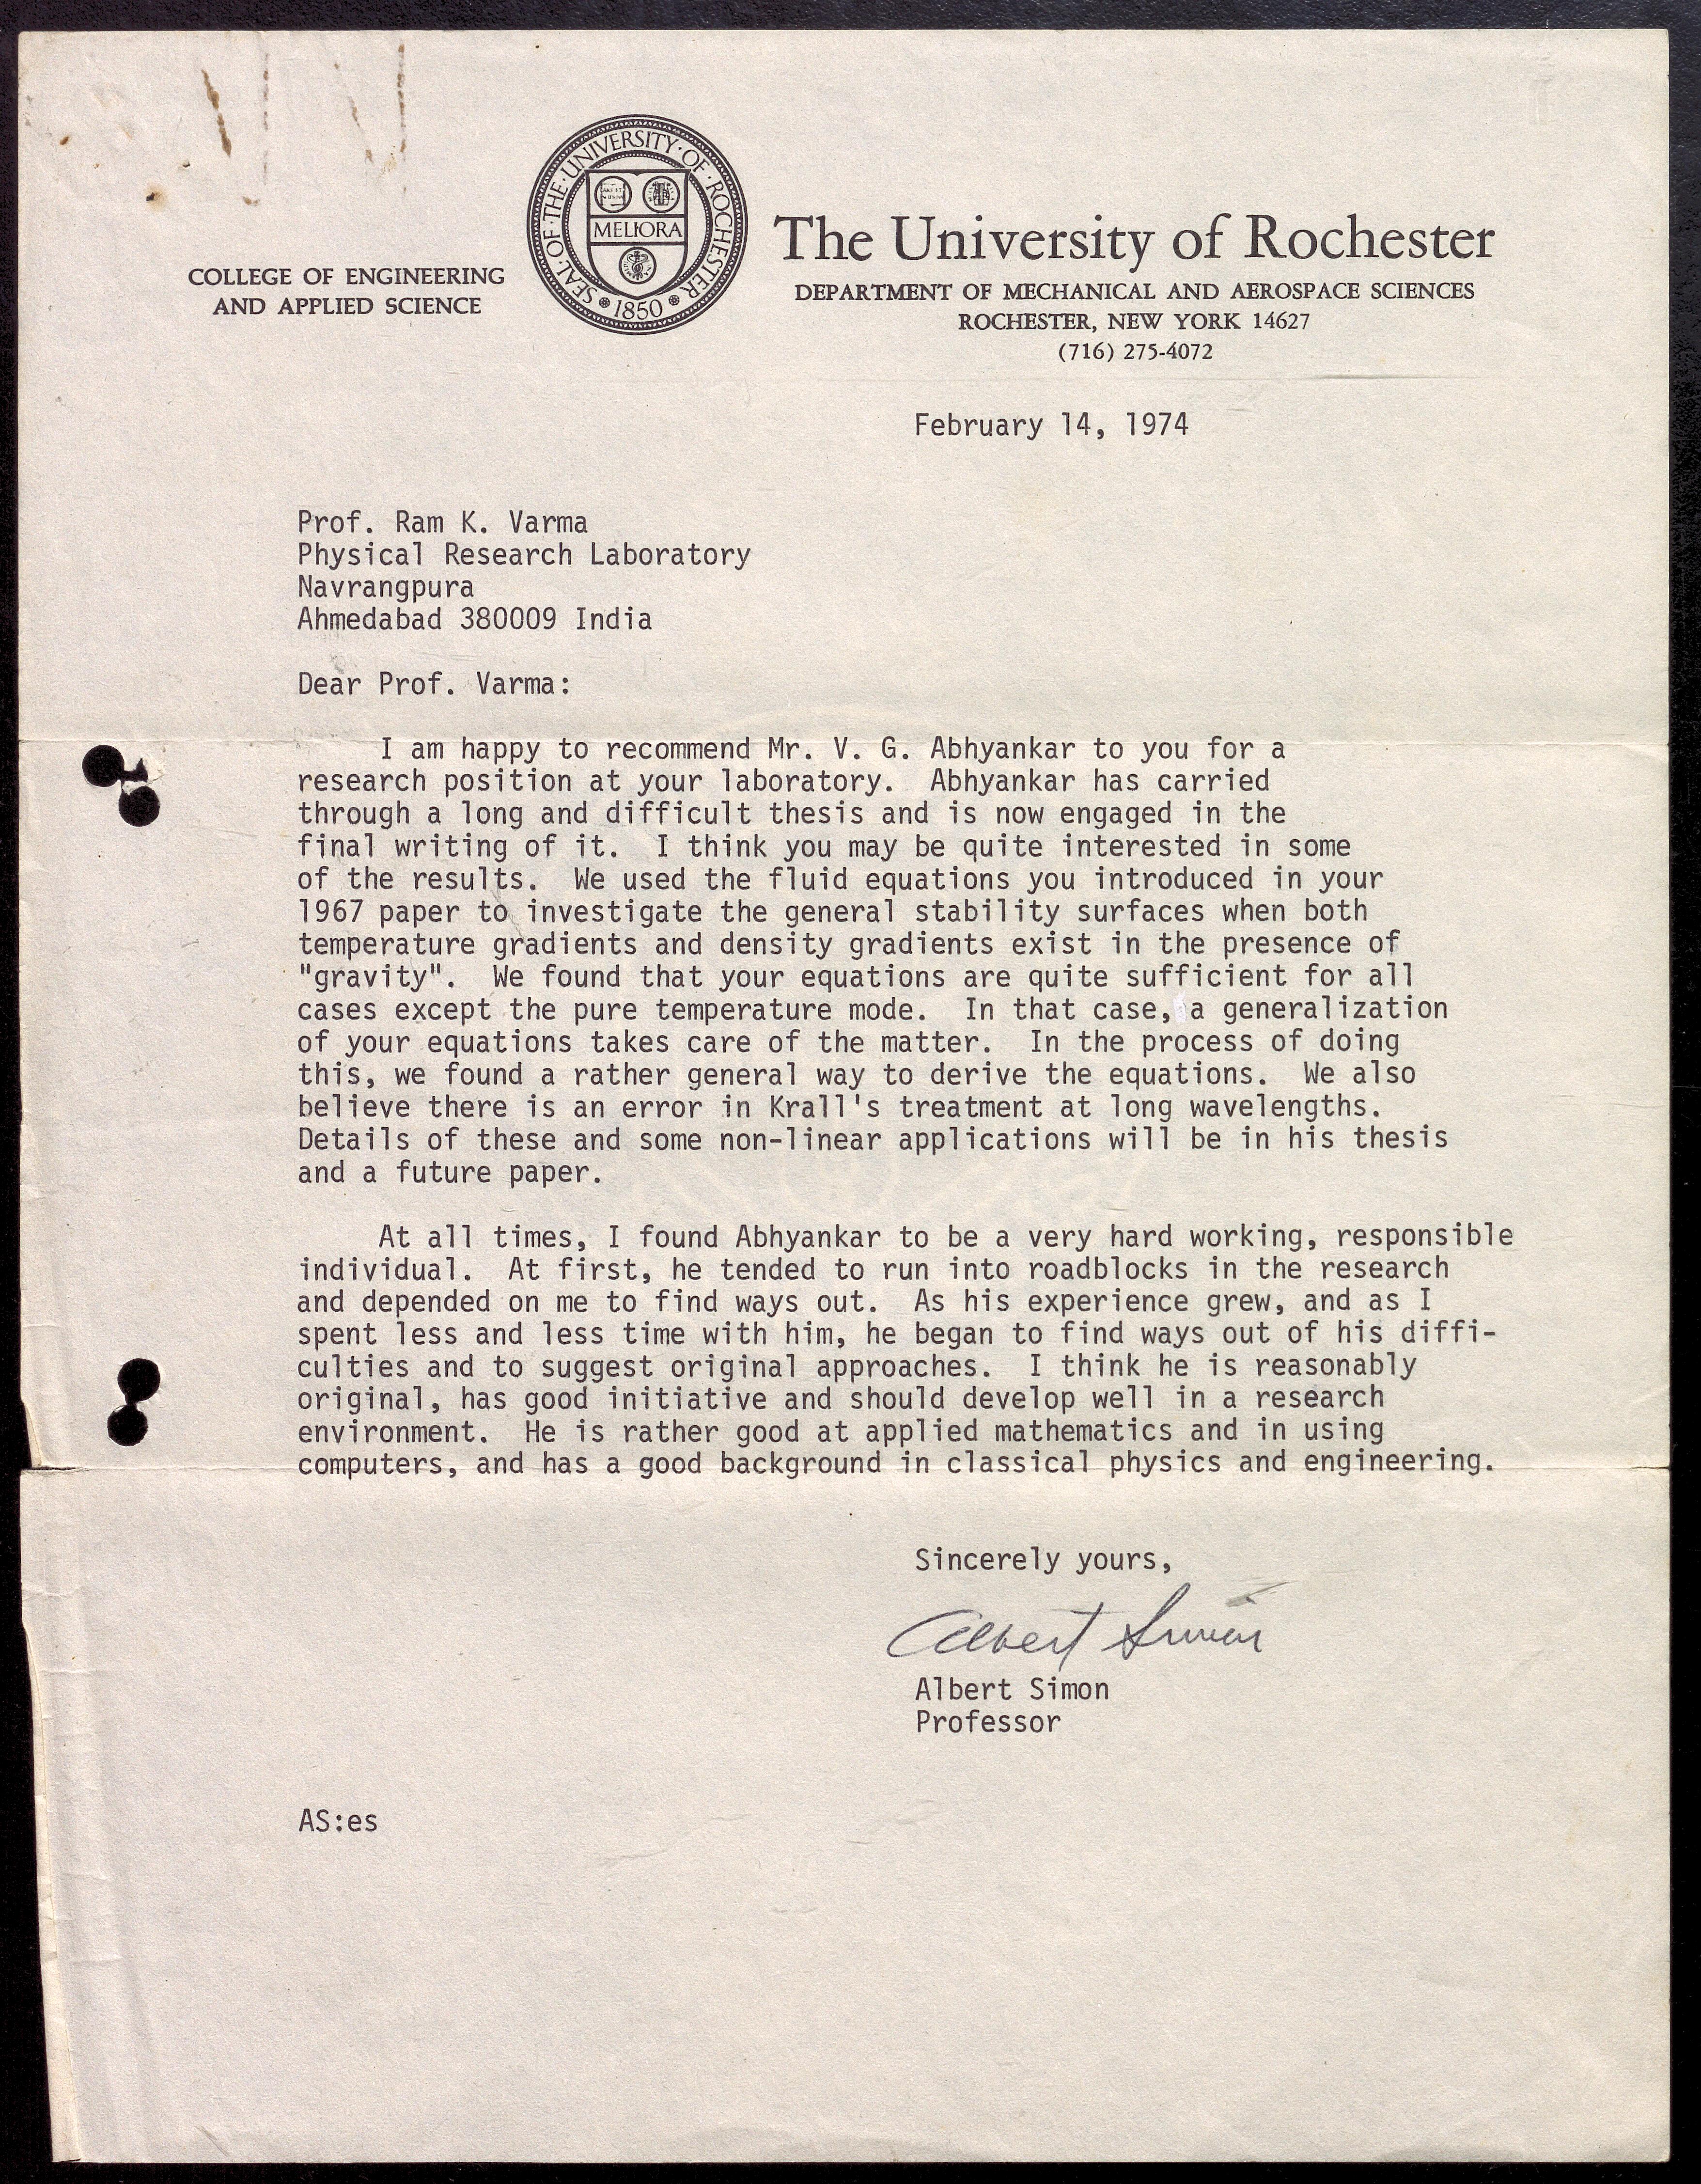 COLLEGE OF ENGINEERING
AND APPLIED SCIENCE
SEAL·OF·THE·UNIVERSITY·OF·ROCHESTER
MELIORA
1850
The University of Rochester
DEPARTMENT OF MECHANICAL AND AEROSPACE SCIENCES
ROCHESTER, NEW YORK 14627
(716) 275-4072
February 14, 1974
Prof. Ram K. Varma
Physical Research Laboratory
Navrangpura
Ahmedabad 380009 India
Dear Prof. Varma:
I am happy to recommend Mr. V. G. Abhyankar to you for a
research position at your laboratory. Abhyankar has carried
through a long and difficult thesis and is now engaged in the
final writing of it. I think you may be quite interested in some
of the results. We used the fluid equations you introduced in your
1967 paper to investigate the general stability surfaces when both
temperature gradients and density gradients exist in the presence of
"gravity". We found that your equations are quite sufficient for all
cases except the pure temperature mode. In that case, a generalization
of your equations takes care of the matter. In the process of doing
this, we found a rather general way to derive the equations. We also
believe there is an error in Krall's treatment at long wavelengths.
Details of these and some non-linear applications will be in his thesis
and a future paper.
At all times, I found Abhyankar to be a very hard working, responsible
individual. At first, he tended to run into roadblocks in the research
and depended on me to find ways out. As his experience grew, and as I
spent less and less time with him, he began to find ways out of his diffi-
culties and to suggest original approaches. I think he is reasonably
original, has good initiative and should develop well in a research
environment. He is rather good at applied mathematics and in using
computers, and has a good background in classical physics and engineering.
Sincerely yours,
Albert Simon
Albert Simon
Professor
AS:es